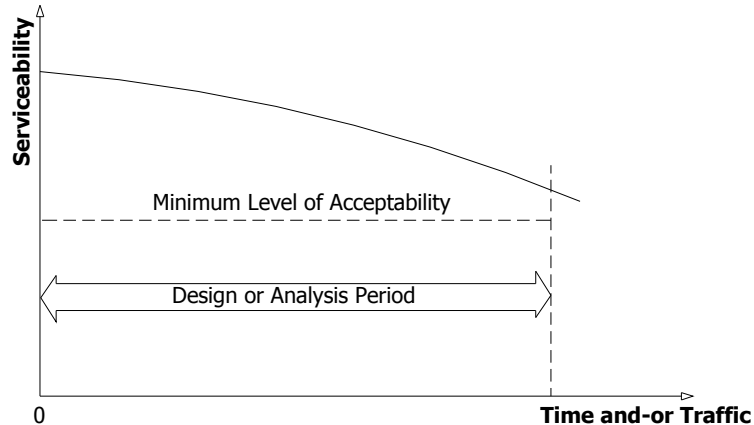 Serviceability
Minimum Level of Acceptability
Design or Analysis Period
0
Time and-or Traffic